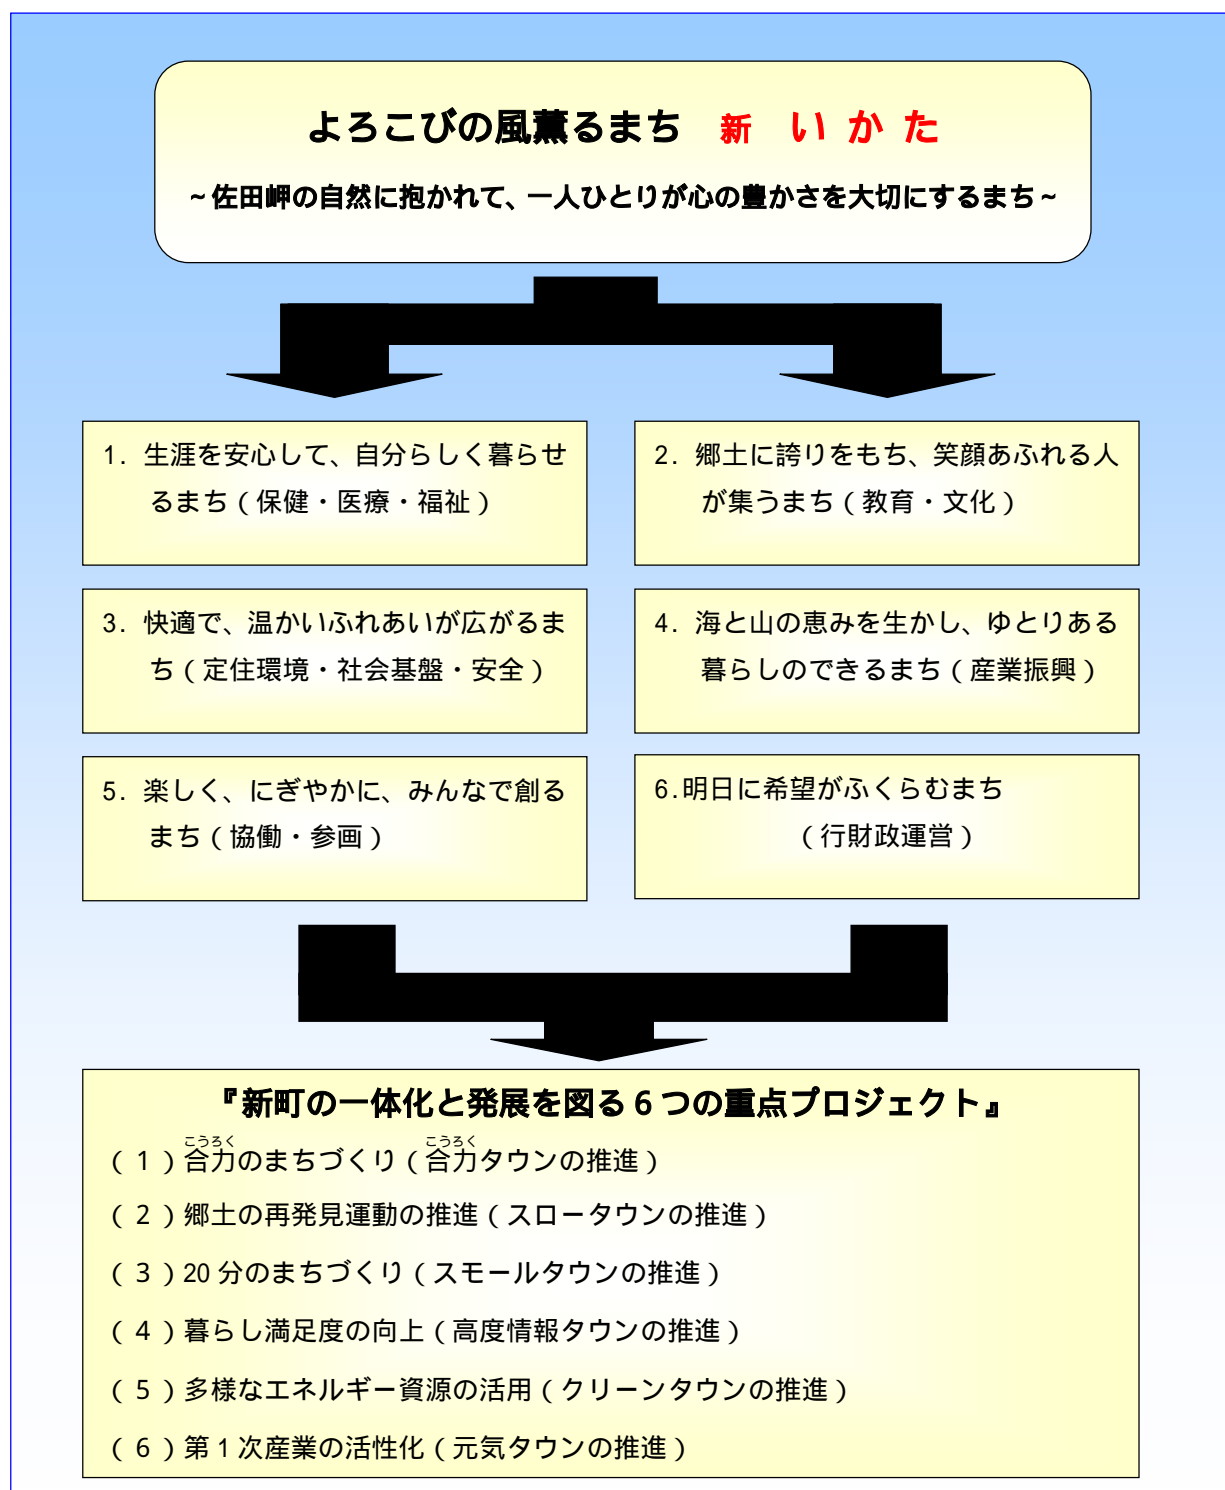 よろこびの風薫るまち 新 いかた
~佐田岬の自然に抱かれて、一人ひとりが心の豊かさを大切にするまち~
1. 生涯を安心して、自分らしく暮らせ
るまち(保健・医療・福祉)
2. 郷土に誇りをもち、笑顔あふれる人
が集うまち(教育・文化)
3. 快適で、温かいふれあいが広がるま
ち(定住環境・社会基盤・安全)
4. 海と山の恵みを生かし、ゆとりある
暮らしのできるまち(産業振興)
5. 楽しく、にぎやかに、みんなで創る
まち(協働・参画)
6.明日に希望がふくらむまち
(行財政運営)
『新町の一体化と発展を図る6つの重点プロジェクト』
こうろく こうろく
(1)合力のまちづくり(合力タウンの推進)
(2)郷土の再発見運動の推進(スロータウンの推進)
(3)20分のまちづくり(スモールタウンの推進)
(4)暮らし満足度の向上(高度情報タウンの推進)
(5)多様なエネルギー資源の活用(クリーンタウンの推進)
(6)第1次産業の活性化(元気タウンの推進)